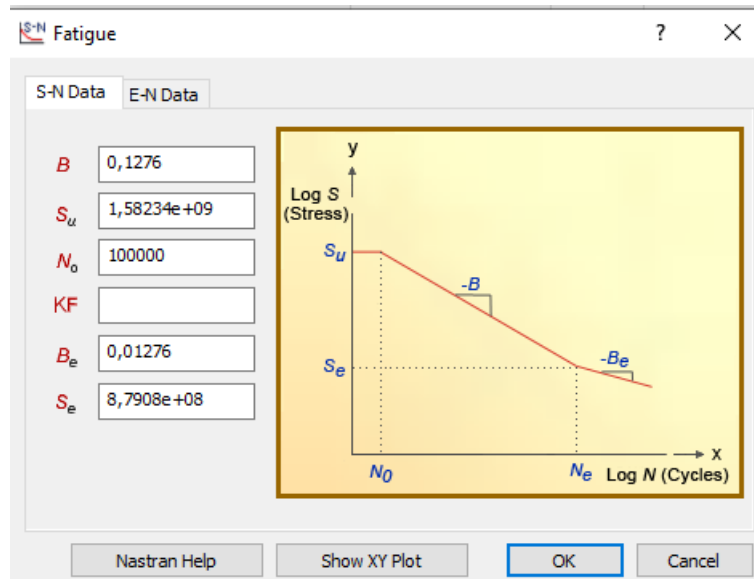 S-N Fatigue ? X
S-N Data E-N Data
B 0,1276
Su 1,58234e+09
No 100000
KF
Be 0,01276
Se 8,7908e+08
y
Log S
(Stress)
Su
-B
Se
-Be
x
N0
Ne Log N (Cycles)
Nastran Help Show XY Plot OK Cancel